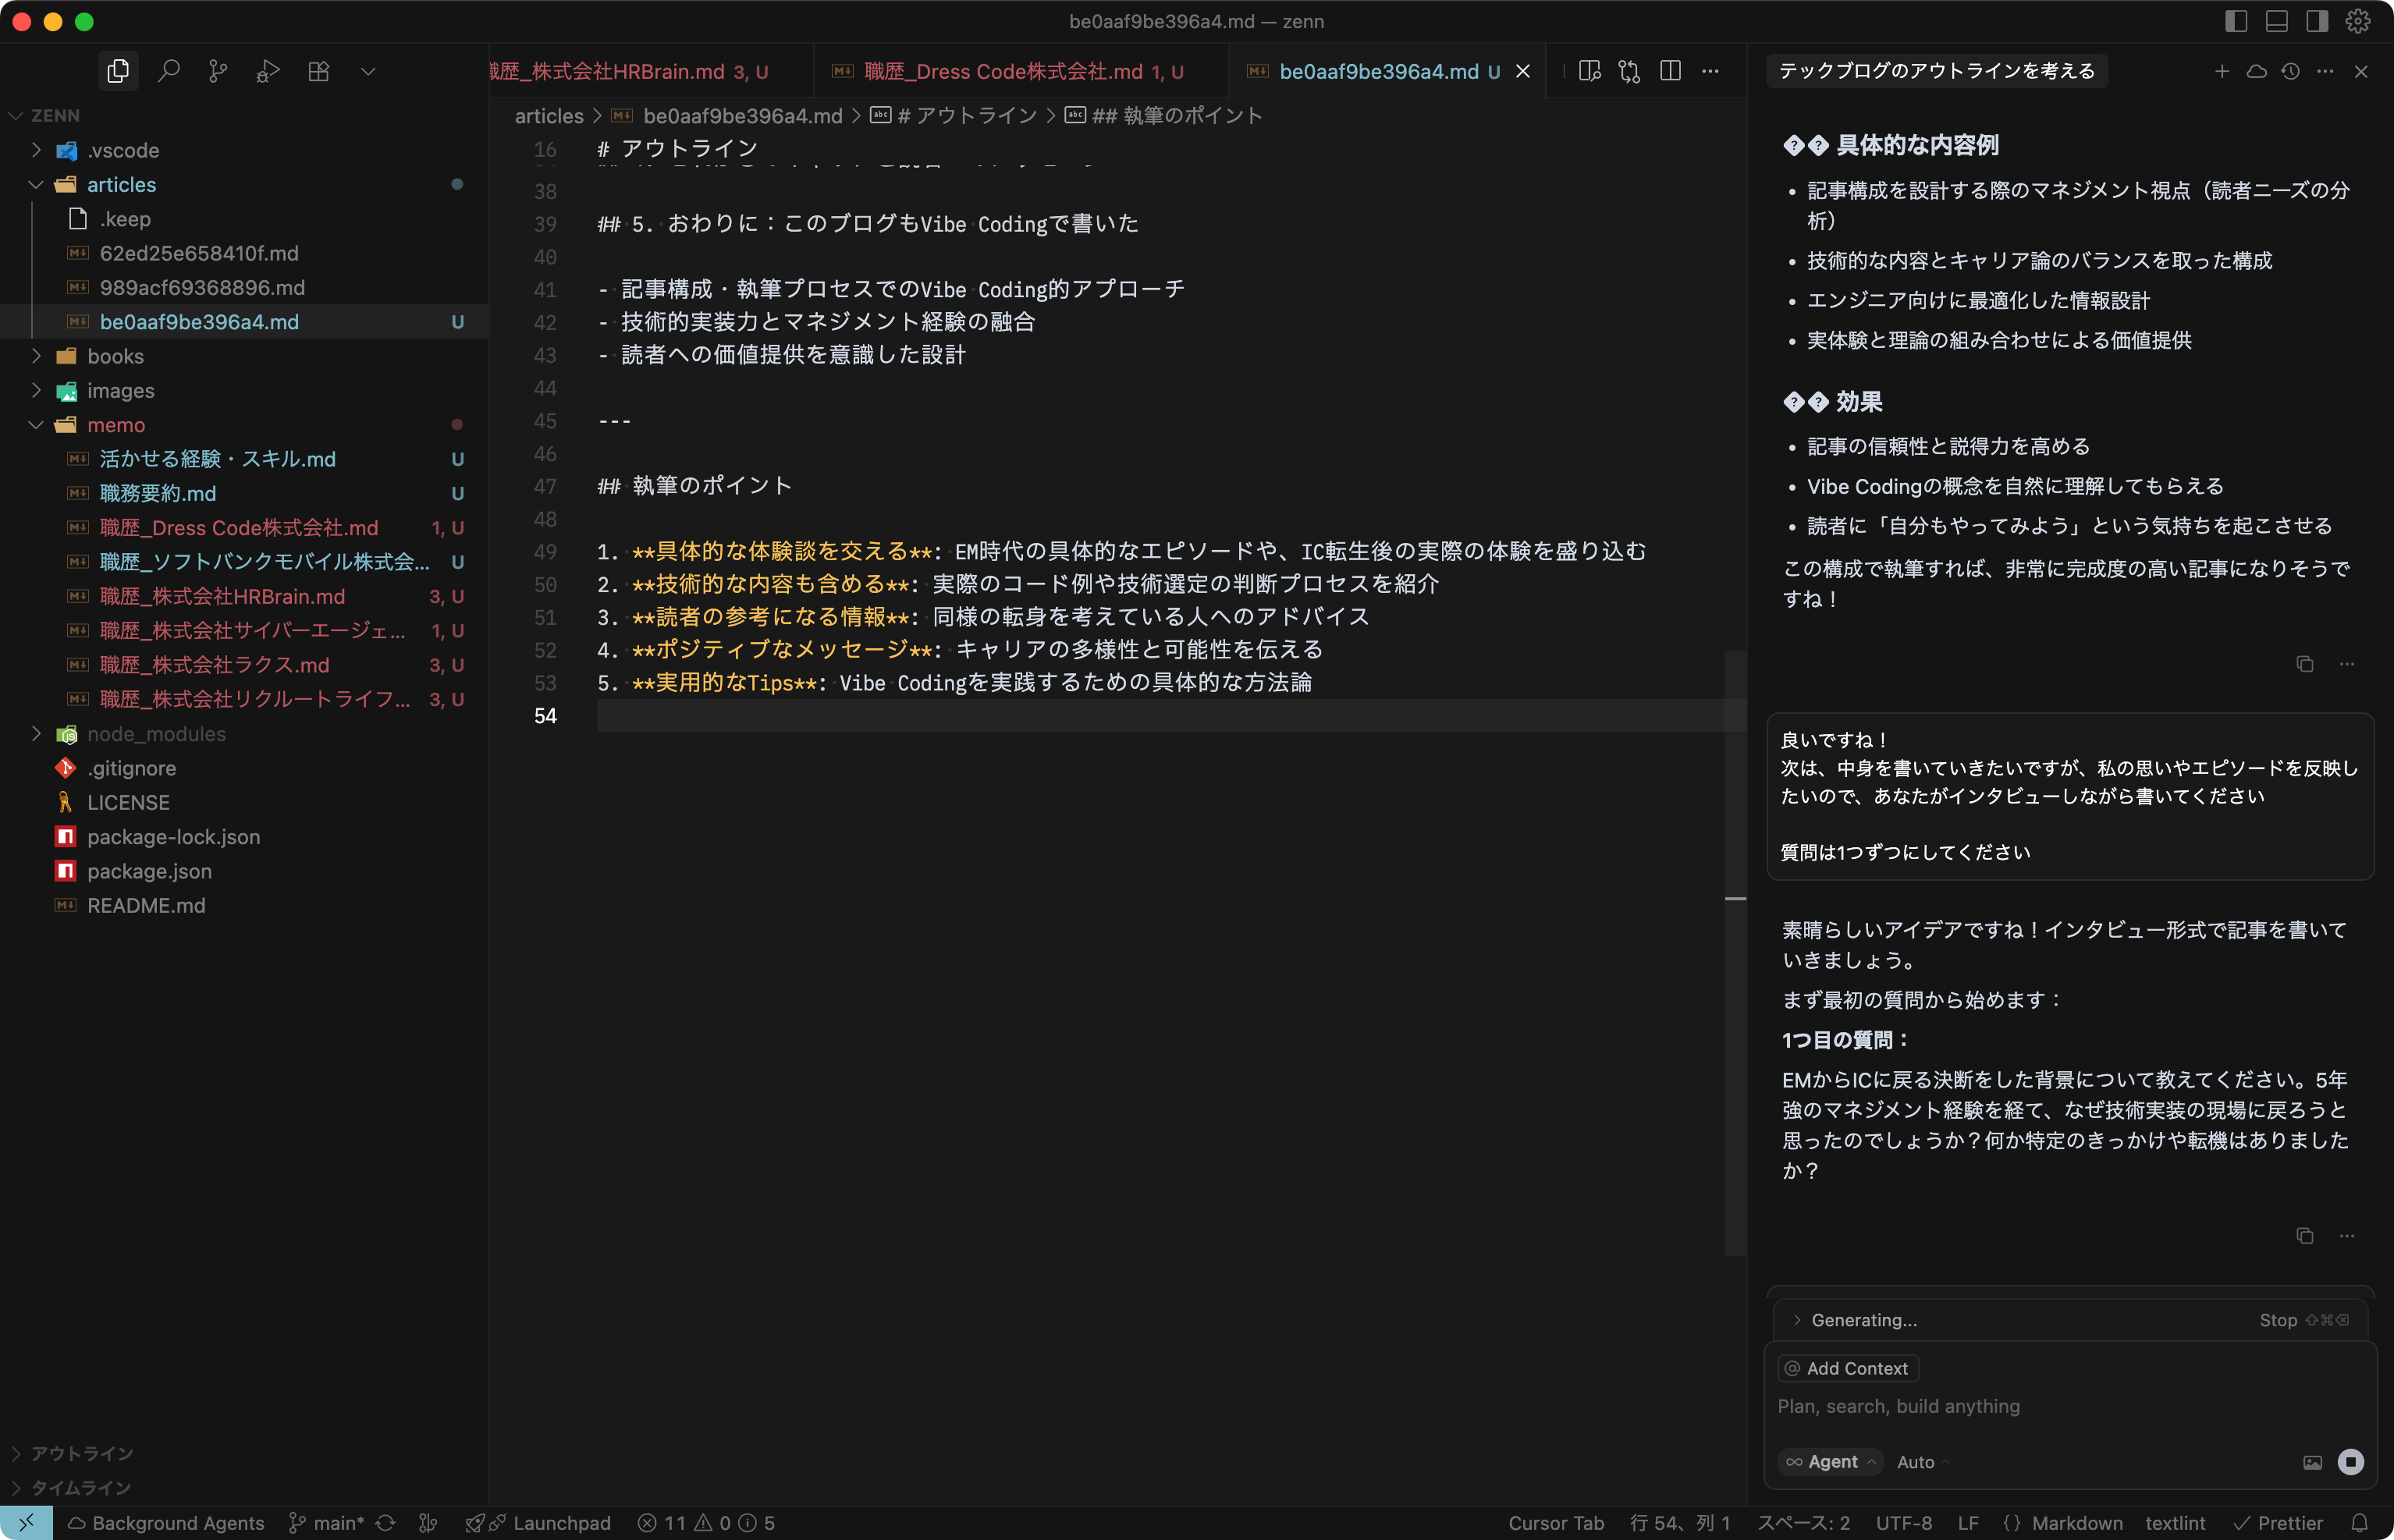 be0aaf9be396a4.md — zenn
ZENN
.vscode
articles
.keep
62ed25e658410f.md
989acf69368896.md
be0aaf9be396a4.md U
books
images
memo
活かせる経験・スキル.md U
職務要約.md U
職歴_Dress Code株式会社.md 1, U
職歴_ソフトバンクモバイル株式会... U
職歴_株式会社HRBrain.md 3, U
職歴_株式会社サイバーエージェ... 1, U
職歴_株式会社ラクス.md 3, U
職歴_株式会社リクルートライフ... 3, U
node_modules
.gitignore
LICENSE
package-lock.json
package.json
README.md
アウトライン
タイムライン
職歴_株式会社HRBrain.md 3, U
職歴_Dress Code株式会社.md 1, U
be0aaf9be396a4.md U
articles > be0aaf9be396a4.md > # アウトライン > ## 執筆のポイント
16 # アウトライン
38
39 ## 5. おわりに：このブログもVibe Codingで書いた
40
41 - 記事構成・執筆プロセスでのVibe Coding的アプローチ
42 - 技術的実装力とマネジメント経験の融合
43 - 読者への価値提供を意識した設計
44
45 ---
46
47 ## 執筆のポイント
48
49 1. **具体的な体験談を交える**: EM時代の具体的なエピソードや、IC転生後の実際の体験を盛り込む
50 2. **技術的な内容も含める**: 実際のコード例や技術選定の判断プロセスを紹介
51 3. **読者の参考になる情報**: 同様の転身を考えている人へのアドバイス
52 4. **ポジティブなメッセージ**: キャリアの多様性と可能性を伝える
53 5. **実用的なTips**: Vibe Codingを実践するための具体的な方法論
54
テックブログのアウトラインを考える
�� 具体的な内容例
• 記事構成を設計する際のマネジメント視点（読者ニーズの分
析）
• 技術的な内容とキャリア論のバランスを取った構成
• エンジニア向けに最適化した情報設計
• 実体験と理論の組み合わせによる価値提供
�� 効果
• 記事の信頼性と説得力を高める
• Vibe Codingの概念を自然に理解してもらえる
• 読者に「自分もやってみよう」という気持ちを起こさせる
この構成で執筆すれば、非常に完成度の高い記事になりそうで
すね！
良いですね！
次は、中身を書いていきたいですが、私の思いやエピソードを反映し
たいので、あなたがインタビューしながら書いてください
質問は1つずつにしてください
素晴らしいアイデアですね！インタビュー形式で記事を書いて
いきましょう。
まず最初の質問から始めます：
1つ目の質問：
EMからICに戻る決断をした背景について教えてください。5年
強のマネジメント経験を経て、なぜ技術実装の現場に戻ろうと
思ったのでしょうか？何か特定のきっかけや転機はありました
か？
Generating... Stop ⇧⌘⌫
@ Add Context
Plan, search, build anything
∞ Agent Auto
Background Agents main* Launchpad 11 0 5 Cursor Tab 行 54、列 1 スペース: 2 UTF-8 LF {} Markdown textlint Prettier